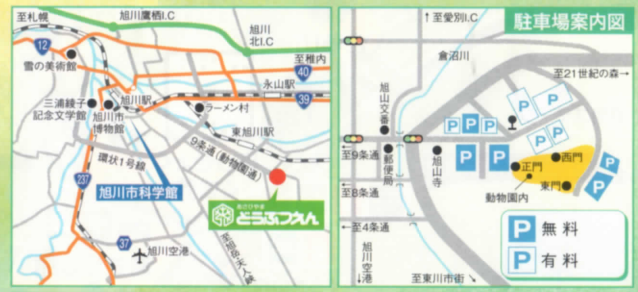 至札幌
旭川鷹栖I.C
旭川
北I.C
至稚内
12
雪の美術館
40
永山駅
39
三浦綾子
記念文学館
旭川駅
旭川市
博物館
ラーメン村
東旭川駅
環状1号線
9条通(動物園通)
237
旭川市科学館
あさひやま
どうぶつえん
37
旭川空港
駐車場案内図
↑至愛別I.C
倉沼川
至21世紀の森→
旭山交番
P P P
P P
P P
P P
P P
←至9条通
郵便局
旭山寺
正門
西門
東門
動物園内
←至8条通
←至4条通
旭川空港
↓
至東川市街
P 無料
P 有料